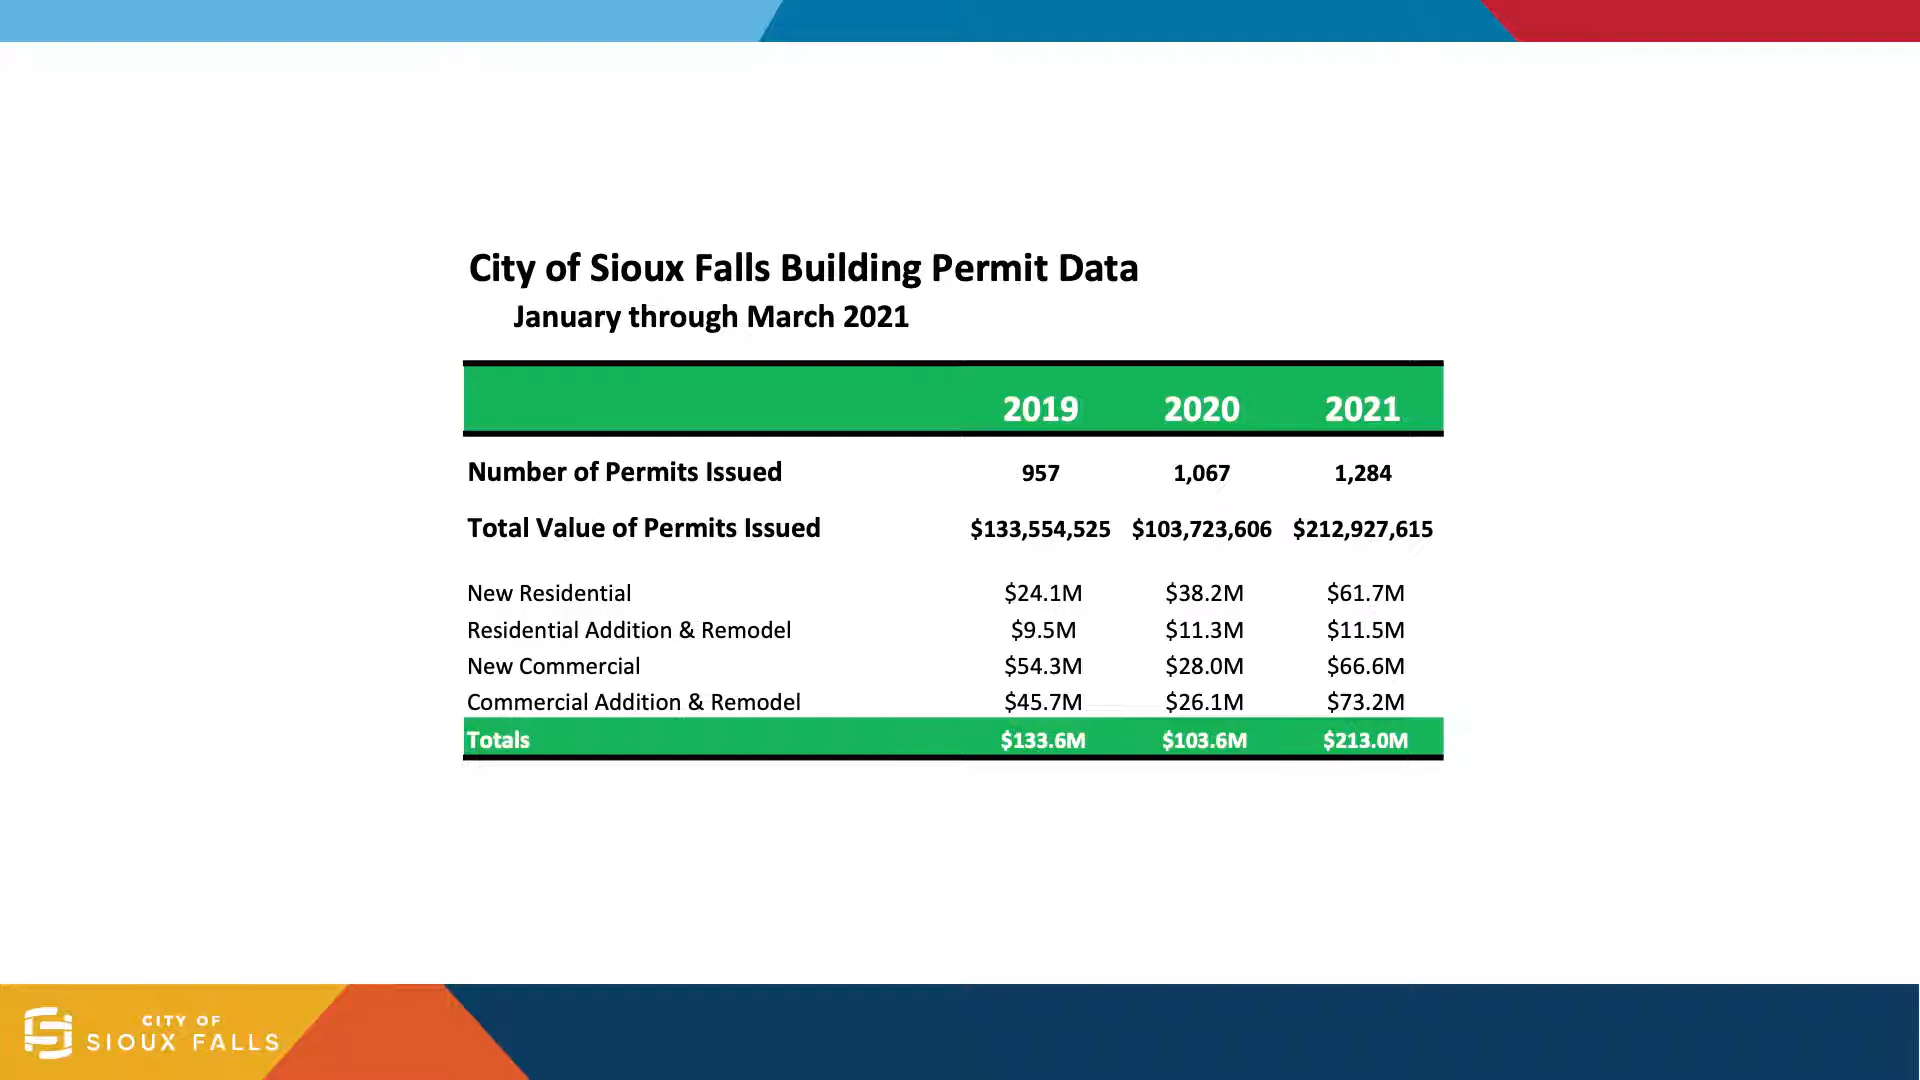 City of Sioux Falls Building Permit Data
January through March 2021
2019 2020 2021
Number of Permits Issued 957 1,067 1,284
Total Value of Permits Issued $133,554,525 $103,723,606 $212,927,615
New Residential $24.1M $38.2M $61.7M
Residential Addition & Remodel $9.5M $11.3M $11.5M
New Commercial $54.3M $28.0M $66.6M
Commercial Addition & Remodel $45.7M $26.1M $73.2M
Totals $133.6M $103.6M $213.0M
CITY OF
SIOUX FALLS